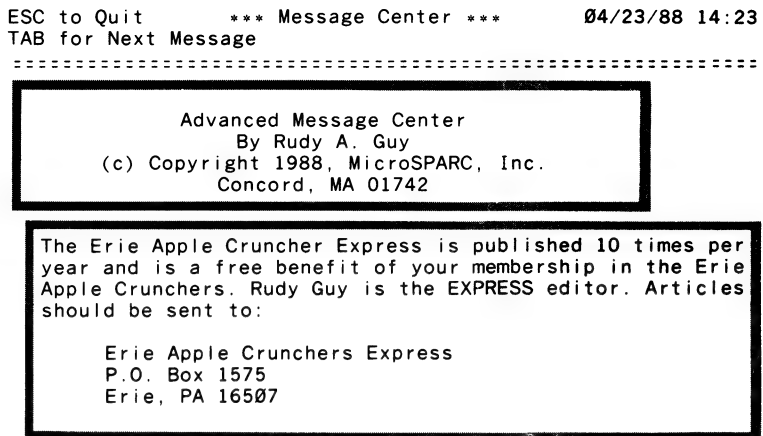 ESC to Quit *** Message Center *** Ø4/23/88 14:23
TAB for Next Message
Advanced Message Center
By Rudy A. Guy
(c) Copyright 1988, MicroSPARC, Inc.
Concord, MA Ø1742
The Erie Apple Cruncher Express is published 10 times per
year and is a free benefit of your membership in the Erie
Apple Crunchers. Rudy Guy is the EXPRESS editor. Articles
should be sent to:
Erie Apple Crunchers Express
P.O. Box 1575
Erie, PA 165Ø7